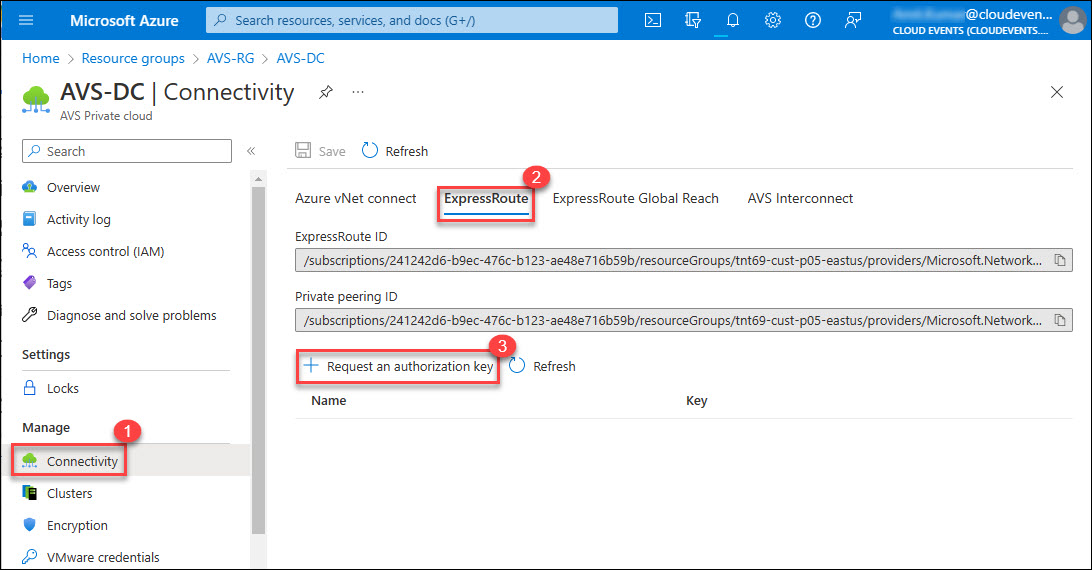 Microsoft Azure
Search resources, services, and docs (G+/)
@cloudeven...
CLOUD EVENTS (CLOUDEVENTS....
Home > Resource groups > AVS-RG > AVS-DC
AVS-DC | Connectivity
...
AVS Private cloud
Search
«
Save
Refresh
Overview
Activity log
Access control (IAM)
Tags
Diagnose and solve problems
Settings
Locks
Manage
1
Connectivity
Clusters
Encryption
VMware credentials
2
Azure vNet connect
ExpressRoute
ExpressRoute Global Reach
AVS Interconnect
ExpressRoute ID
/subscriptions/241242d6-b9ec-476c-b123-ae48e716b59b/resourceGroups/tnt69-cust-p05-eastus/providers/Microsoft.Network...
Private peering ID
/subscriptions/241242d6-b9ec-476c-b123-ae48e716b59b/resourceGroups/tnt69-cust-p05-eastus/providers/Microsoft.Network...
3
+ Request an authorization key
Refresh
Name
Key